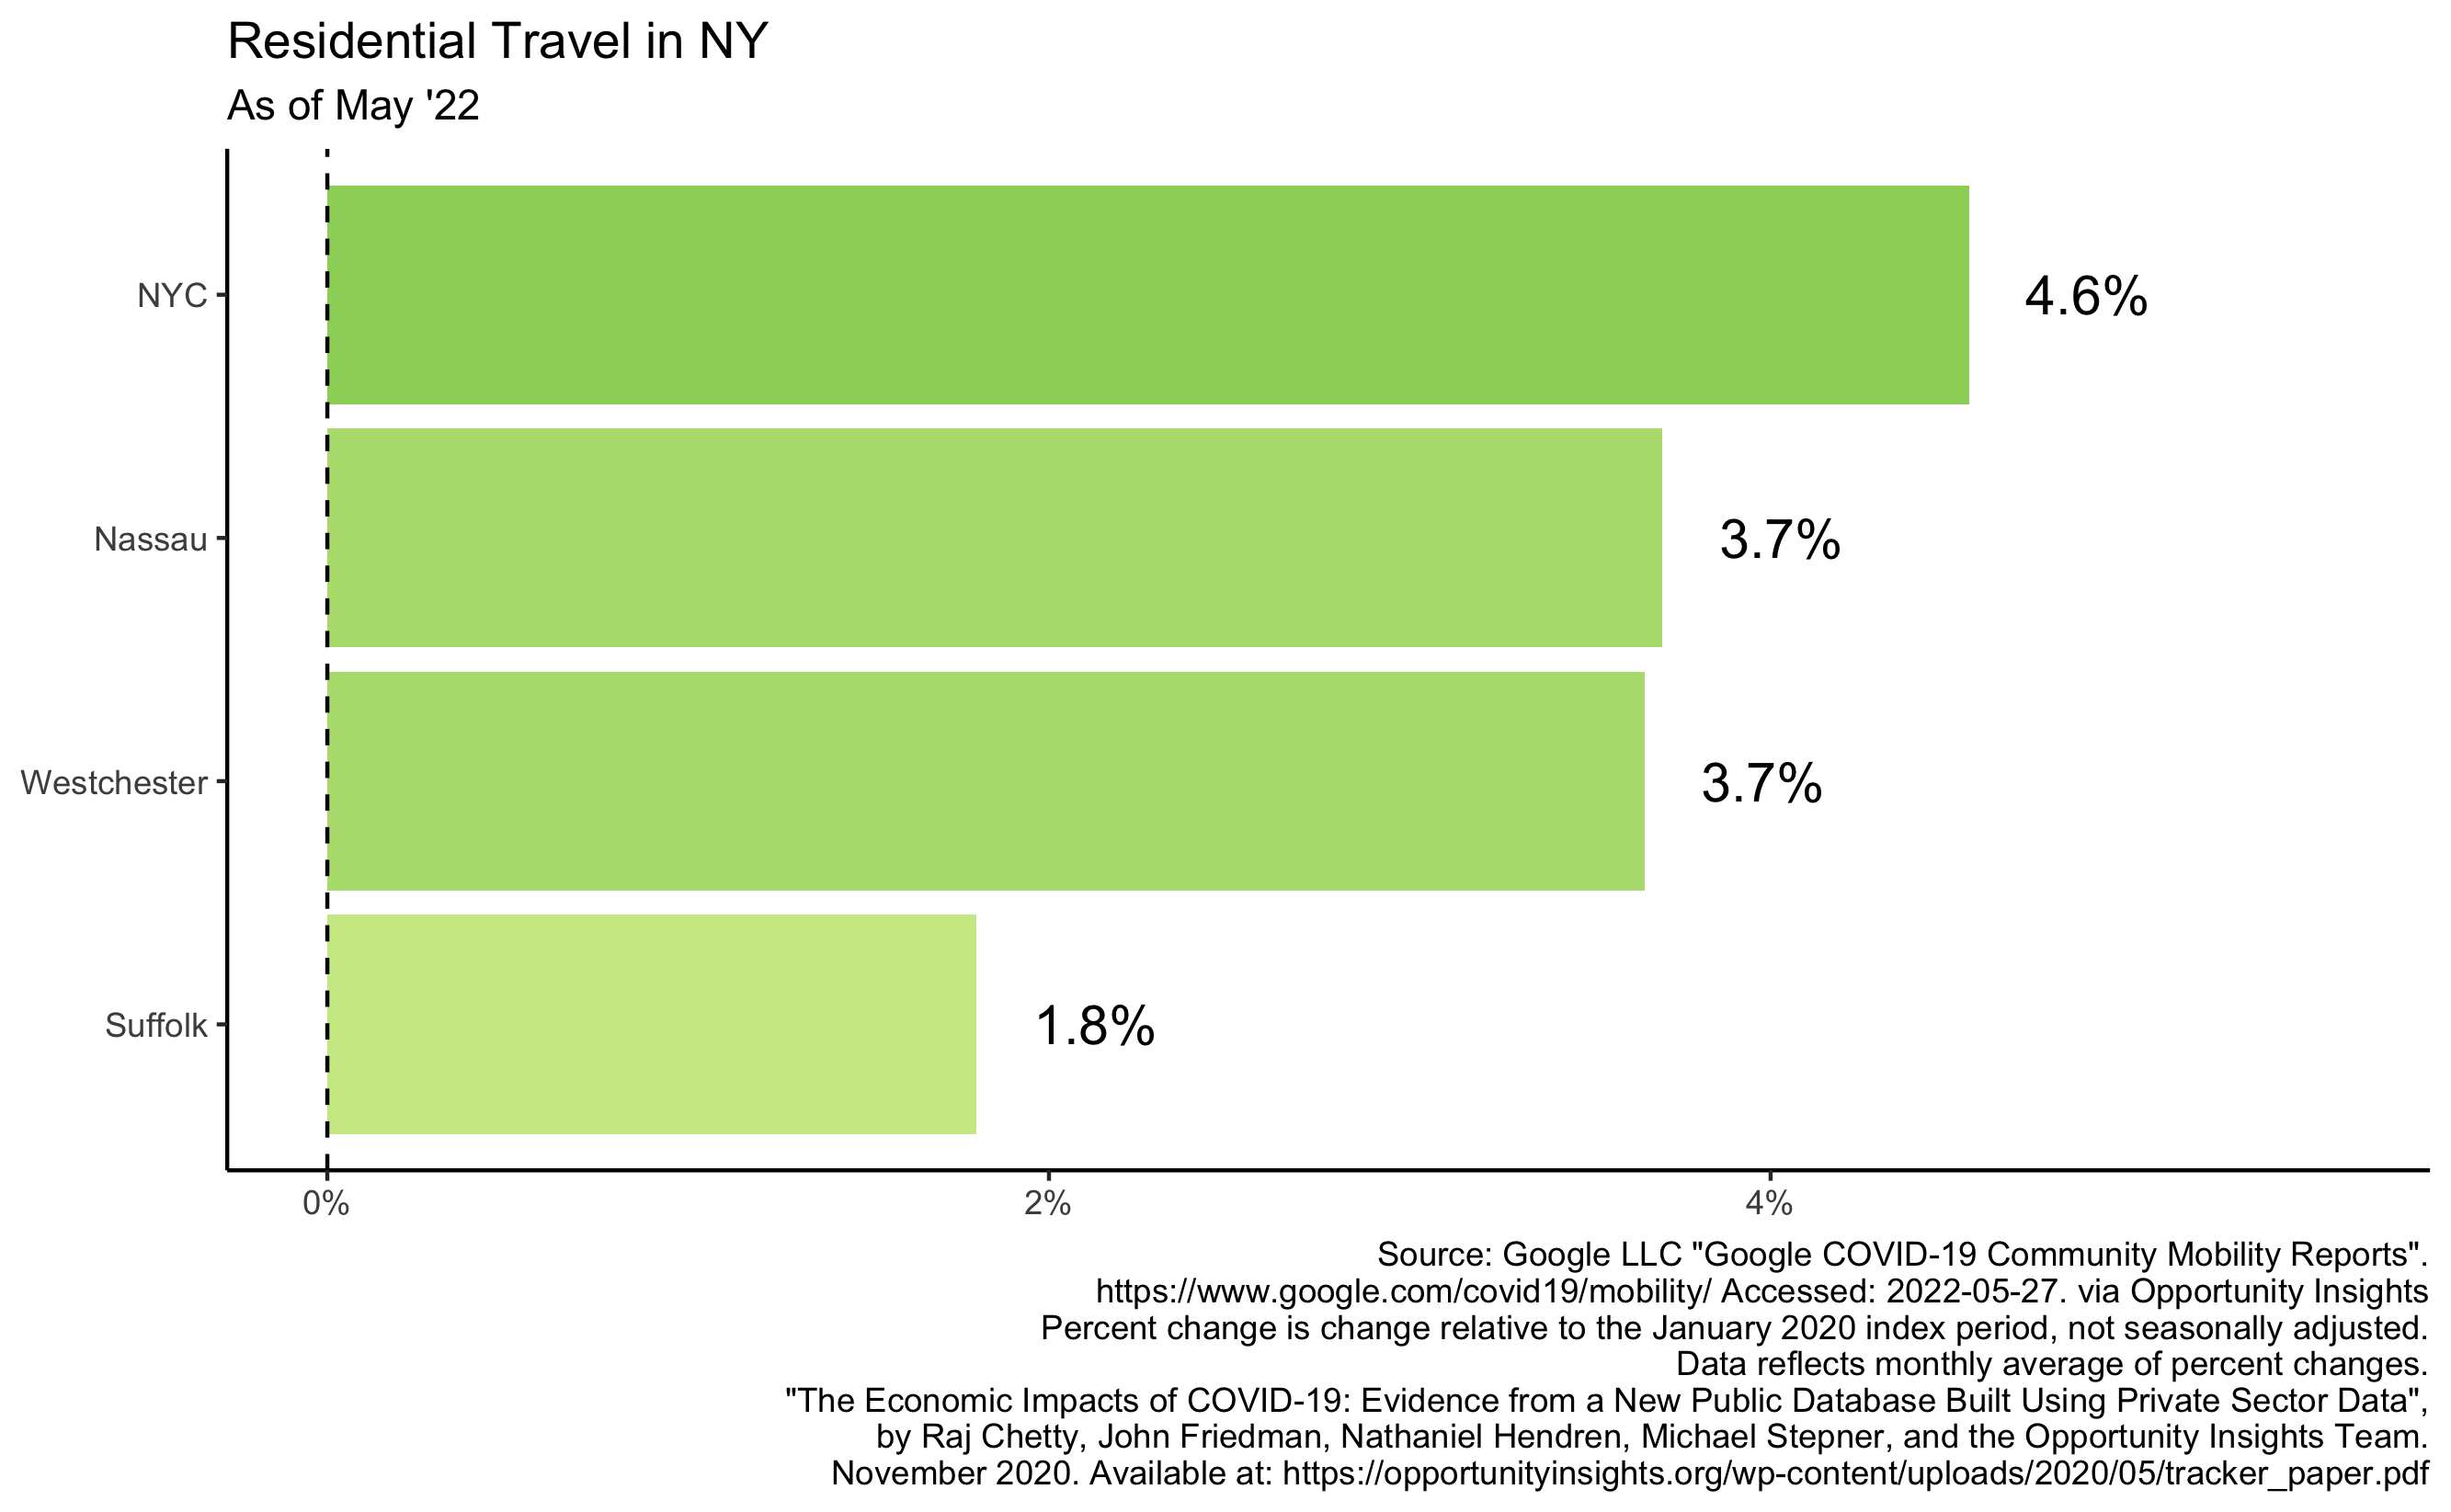 Residential Travel in NY
As of May '22
NYC
4.6%
Nassau
3.7%
Westchester
3.7%
Suffolk
1.8%
0%
2%
4%
Source: Google LLC "Google COVID-19 Community Mobility Reports".
https://www.google.com/covid19/mobility/ Accessed: 2022-05-27. via Opportunity Insights
Percent change is change relative to the January 2020 index period, not seasonally adjusted.
Data reflects monthly average of percent changes.
"The Economic Impacts of COVID-19: Evidence from a New Public Database Built Using Private Sector Data",
by Raj Chetty, John Friedman, Nathaniel Hendren, Michael Stepner, and the Opportunity Insights Team.
November 2020. Available at: https://opportunityinsights.org/wp-content/uploads/2020/05/tracker_paper.pdf